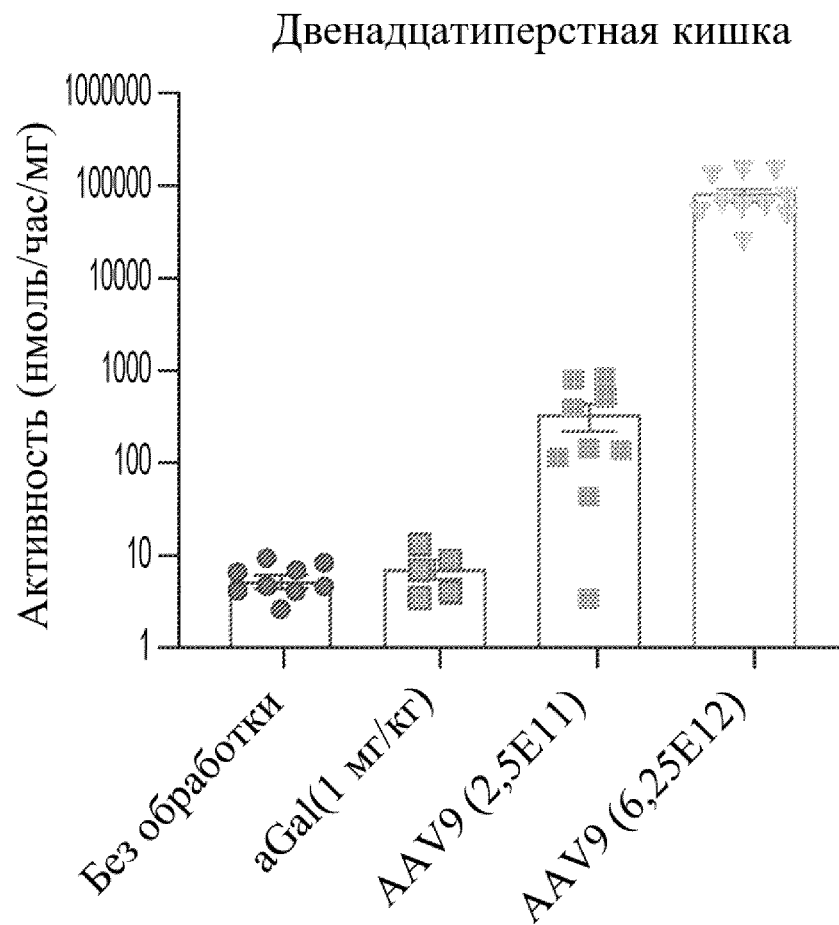 Двенадцатиперстная кишка
Активность (нмоль/час/мг)
1000000
100000
10000
1000
100
10
1
Без обработки
aGal(1 мг/кг)
AAV9 (2,5E11)
AAV9 (6,25E12)